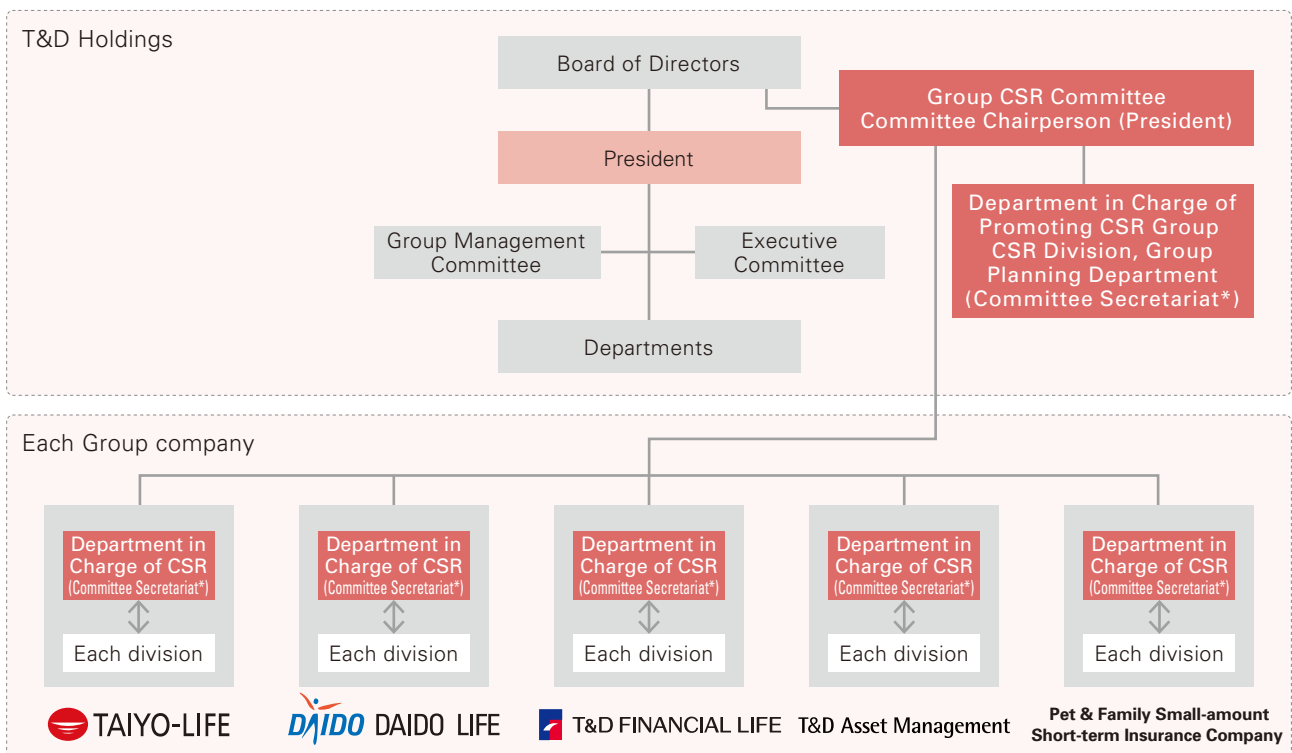 T&D Holdings
Board of Directors
Group CSR Committee
Committee Chairperson (President)
President
Department in Charge of
Promoting CSR Group
CSR Division, Group
Planning Department
(Committee Secretariat*)
Group Management
Committee
Executive
Committee
Departments
Each Group company
Department in
Charge of CSR
(Committee Secretariat*)
Each division
Department in
Charge of CSR
(Committee Secretariat*)
Each division
Department in
Charge of CSR
(Committee Secretariat*)
Each division
Department in
Charge of CSR
(Committee Secretariat*)
Each division
Department in
Charge of CSR
(Committee Secretariat*)
Each division
TAIYO-LIFE
DAIDO DAIDO LIFE
T&D FINANCIAL LIFE
T&D Asset Management
Pet & Family Small-amount
Short-term Insurance Company